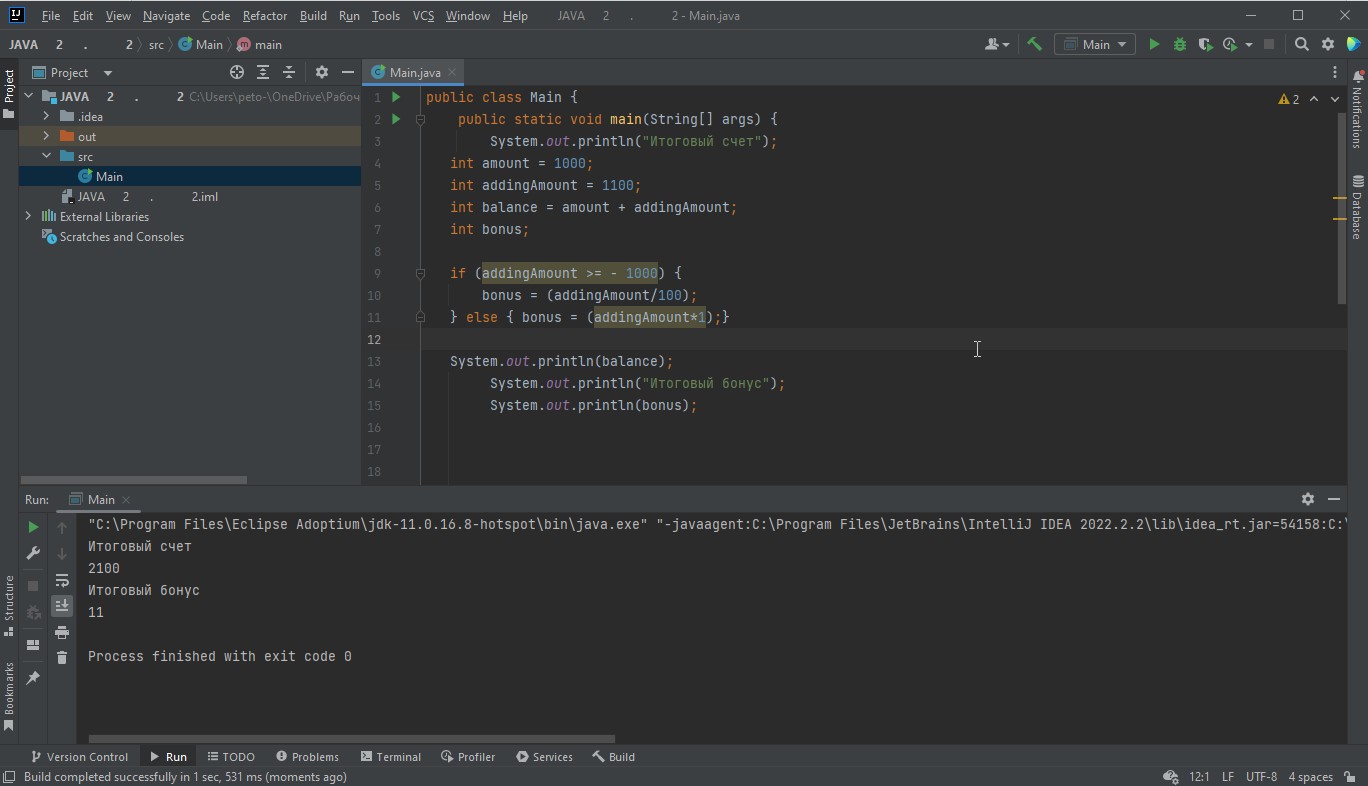 File Edit View Navigate Code Refactor Build Run Tools VCS Window Help JAVA 2 . 2 - Main.java
JAVA 2 . 2 src Main main
Main
Project
Main.java
Project
JAVA 2 . 2 C:\Users\peto-\OneDrive\Рабоч
.idea
out
src
Main
JAVA 2 . 2.iml
External Libraries
Scratches and Consoles
1 public class Main {
2 public static void main(String[] args) {
3 System.out.println("Итоговый счет");
4 int amount = 1000;
5 int addingAmount = 1100;
6 int balance = amount + addingAmount;
7 int bonus;
8
9 if (addingAmount >= - 1000) {
10 bonus = (addingAmount/100);
11 } else { bonus = (addingAmount*1);}
12
13 System.out.println(balance);
14 System.out.println("Итоговый бонус");
15 System.out.println(bonus);
16
17
18
2
Notifications
Database
Run: Main
"C:\Program Files\Eclipse Adoptium\jdk-11.0.16.8-hotspot\bin\java.exe" "-javaagent:C:\Program Files\JetBrains\IntelliJ IDEA 2022.2.2\lib\idea_rt.jar=54158:C:\
Итоговый счет
2100
Итоговый бонус
11
Process finished with exit code 0
Structure
Bookmarks
Version Control Run TODO Problems Terminal Profiler Services Build
Build completed successfully in 1 sec, 531 ms (moments ago) 12:1 LF UTF-8 4 spaces